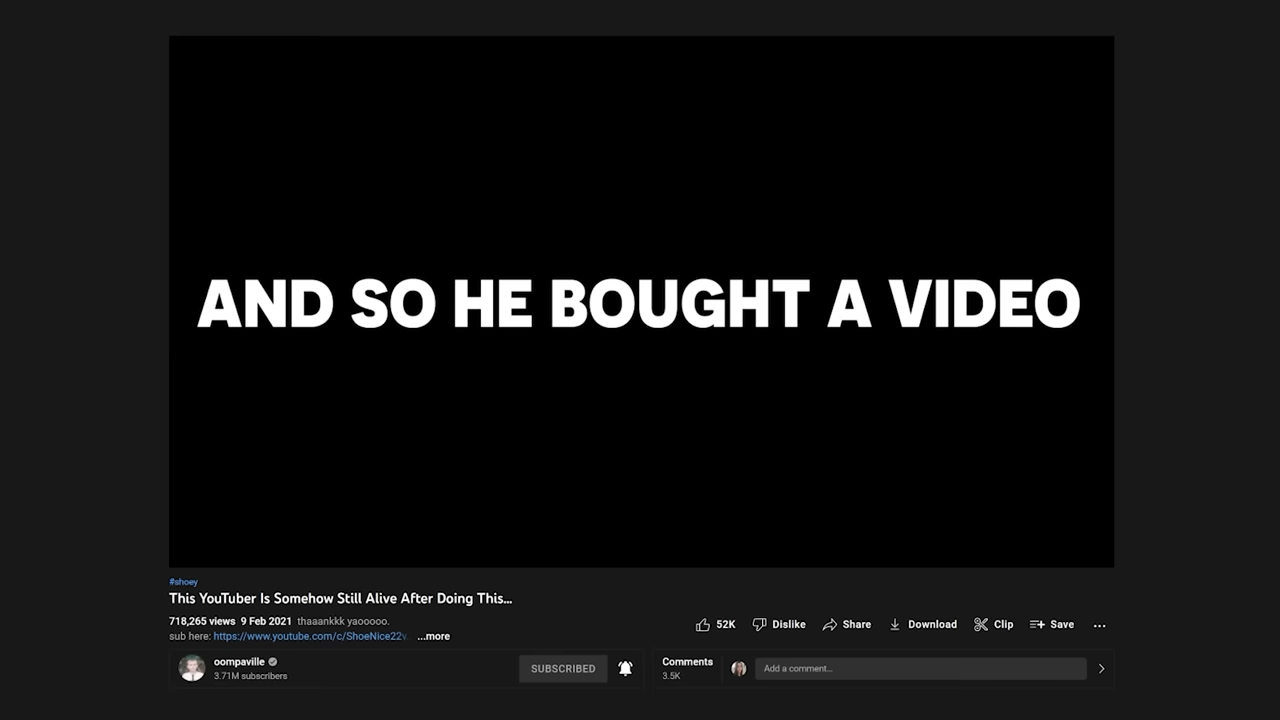 AND SO HE BOUGHT A VIDEO
#shoey
This YouTuber Is Somehow Still Alive After Doing This...
718,265 views 9 Feb 2021 thaaankkk yaooooo.
sub here: https://www.youtube.com/c/ShoeNice22v ...more
52K Dislike Share Download Clip Save ...
oompaville
3.71M subscribers
SUBSCRIBED
Comments
3.5K
Add a comment...